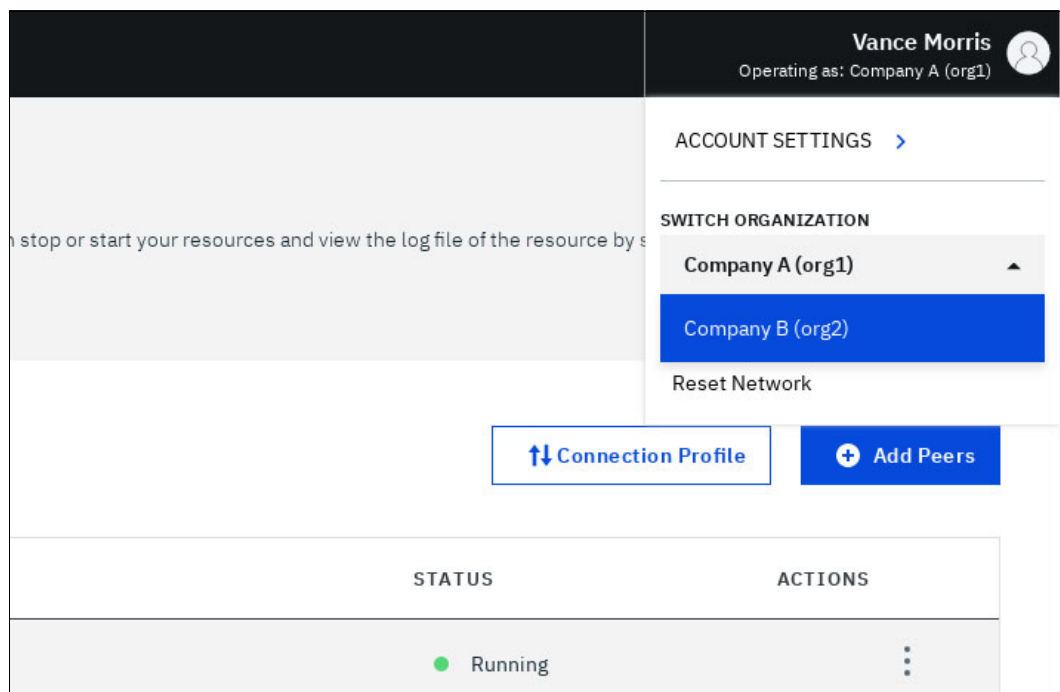 Vance Morris
Operating as: Company A (org1)
ACCOUNT SETTINGS >
SWITCH ORGANIZATION
stop or start your resources and view the log file of the resource by
Company A (org1)
Company B (org2)
Reset Network
Connection Profile
Add Peers
STATUS
ACTIONS
Running